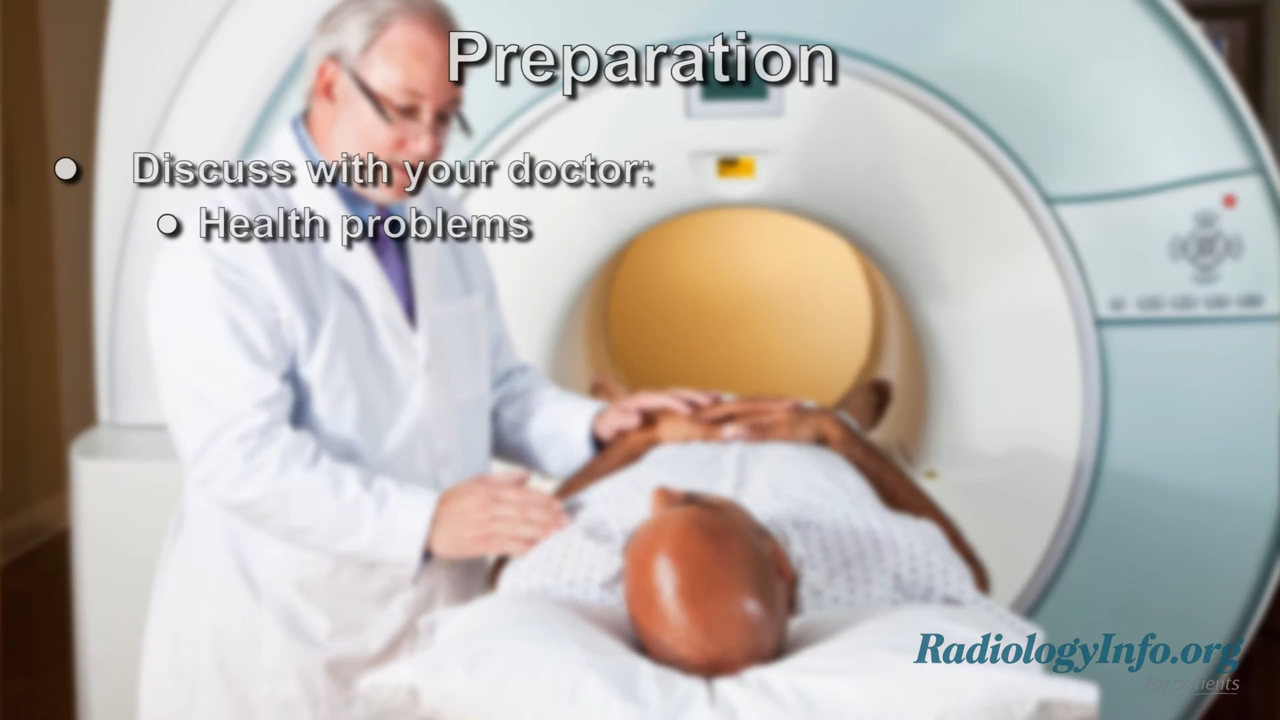 Preparation
Discuss with your doctor:
Health problems
RadiologyInfo.org
For patients